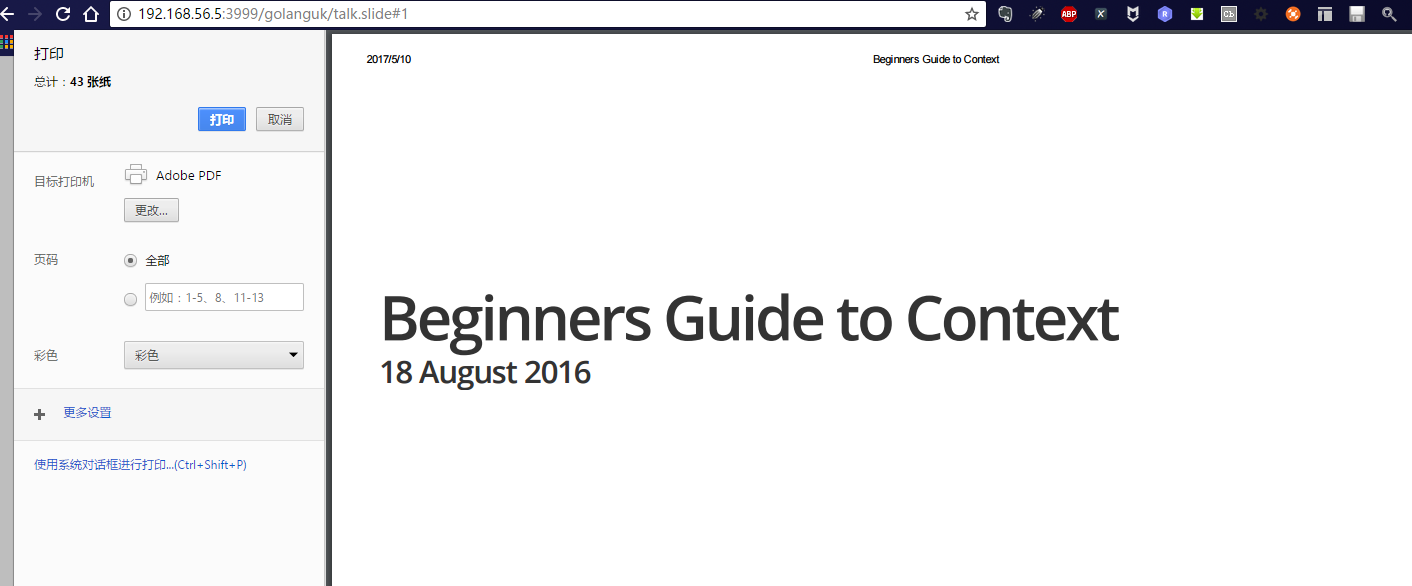 192.168.56.5:3999/golanguk/talk.slide#1
ABP
R
Cb
打印
总计：43 张纸
打印
取消
目标打印机
Adobe PDF
更改...
页码
全部
例如：1-5、8、11-13
彩色
彩色
更多设置
使用系统对话框进行打印...(Ctrl+Shift+P)
2017/5/10
Beginners Guide to Context
Beginners Guide to Context
18 August 2016